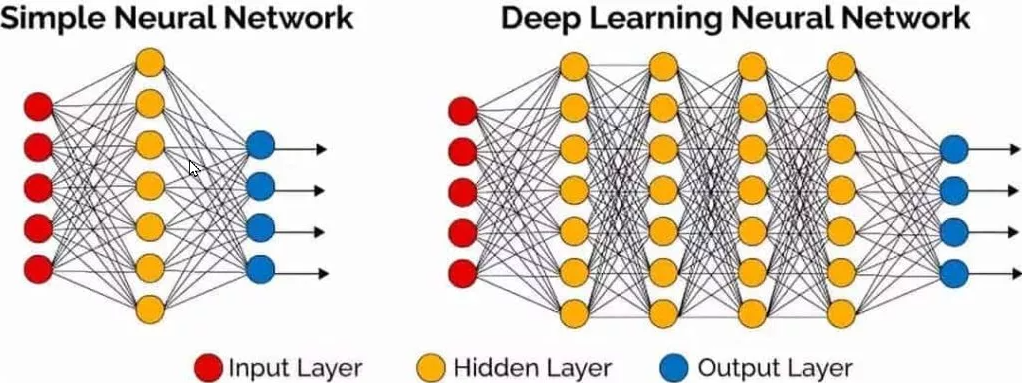 Simple Neural Network
Deep Learning Neural Network
Input Layer
Hidden Layer
Output Layer